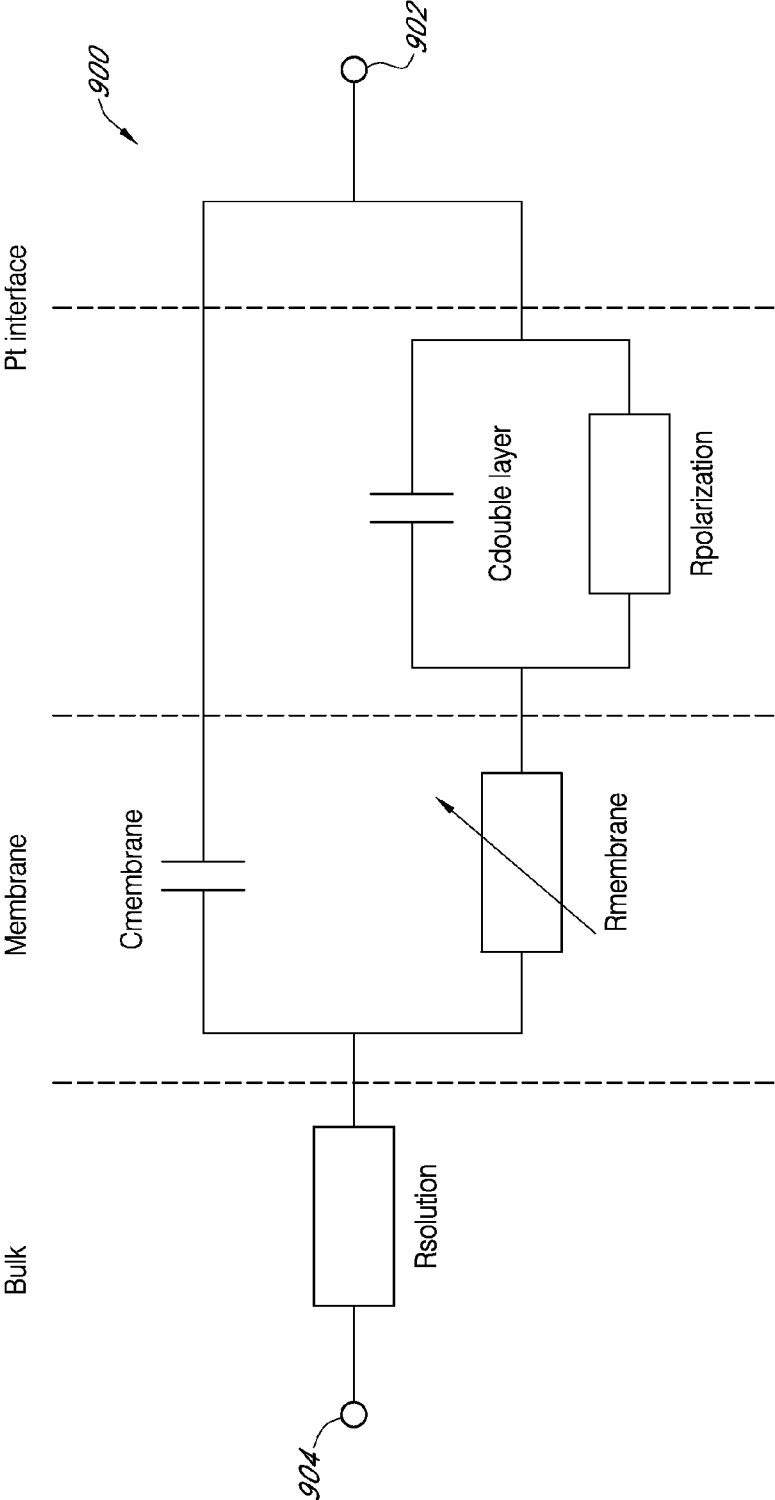 Bulk
Membrane
Pt interface
900
Cmembrane
904
902
Rsolution
Cdouble layer
Rmembrane
Rpolarization